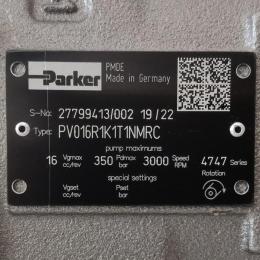 PMDE
Parker
Made in Germany
S-No: 27799413/002 19/22
Type: PV016R1K1T1NMRC
pump maximums
16 Vgmax cc/rev 350 Pdmax bar 3000 Speed RPM 4747 Series
special settings
Rotation
Vgset cc/rev Pset bar